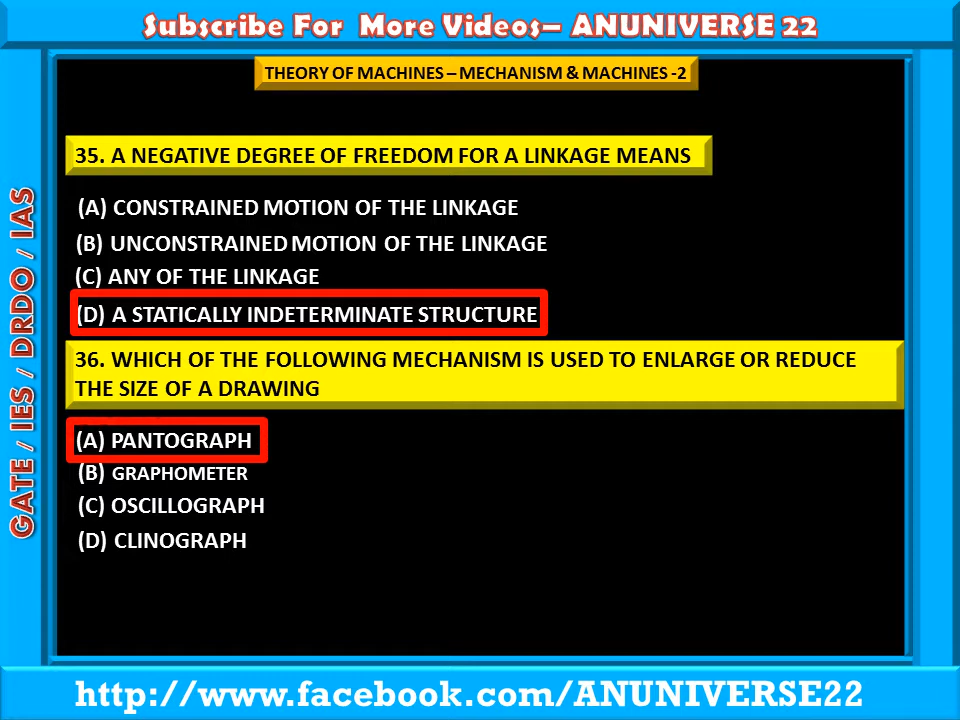 Subscribe For More Videos– ANUNIVERSE 22
THEORY OF MACHINES – MECHANISM & MACHINES -2
GATE / IES / DRDO / IAS
35. A NEGATIVE DEGREE OF FREEDOM FOR A LINKAGE MEANS
(A) CONSTRAINED MOTION OF THE LINKAGE
(B) UNCONSTRAINED MOTION OF THE LINKAGE
(C) ANY OF THE LINKAGE
(D) A STATICALLY INDETERMINATE STRUCTURE
36. WHICH OF THE FOLLOWING MECHANISM IS USED TO ENLARGE OR REDUCE
THE SIZE OF A DRAWING
(A) PANTOGRAPH
(B) GRAPHOMETER
(C) OSCILLOGRAPH
(D) CLINOGRAPH
http://www.facebook.com/ANUNIVERSE22